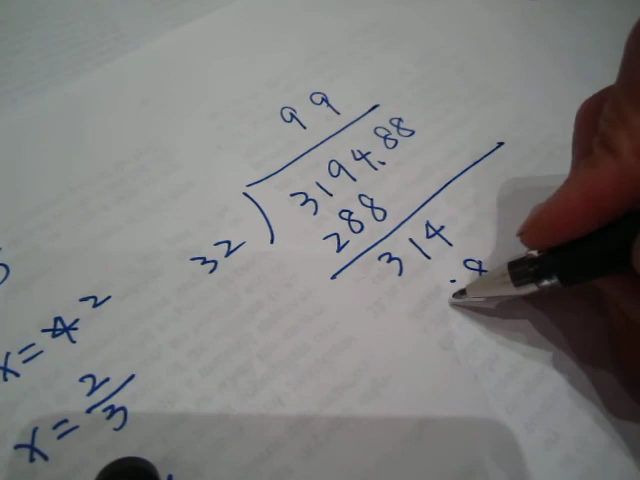 99
32) 3194.88
288
314
x = 2
x = 2/3